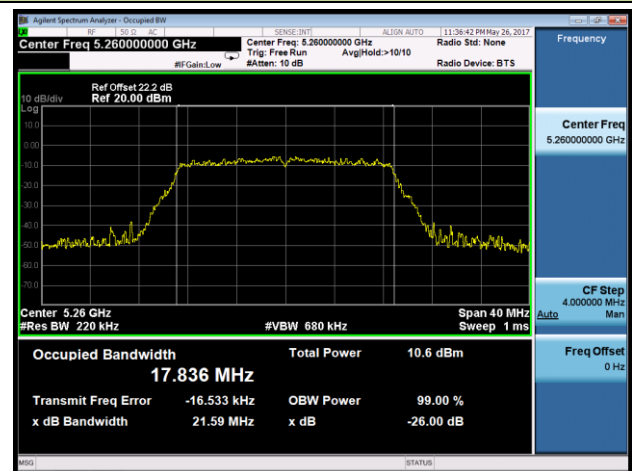 Agilent Spectrum Analyzer - Occupied BW
RF 50 Ω AC SENSE:INT ALIGN AUTO 11:36:42 PM May 26, 2017
Center Freq 5.260000000 GHz Center Freq: 5.260000000 GHz Radio Std: None Frequency
Trig: Free Run Avg|Hold:>10/10
#IFGain:Low #Atten: 10 dB Radio Device: BTS
Ref Offset 22.2 dB
10 dB/div Ref 20.00 dBm
Log
10.0
0.00
-10.0
-20.0
-30.0
-40.0
-50.0
-60.0
-70.0
Center Freq
5.260000000 GHz
Center 5.26 GHz Span 40 MHz
#Res BW 220 kHz #VBW 680 kHz Sweep 1 ms
CF Step
4.000000 MHz
Auto Man
Occupied Bandwidth Total Power 10.6 dBm
17.836 MHz
Transmit Freq Error -16.533 kHz OBW Power 99.00 %
x dB Bandwidth 21.59 MHz x dB -26.00 dB
Freq Offset
0 Hz
MSG STATUS